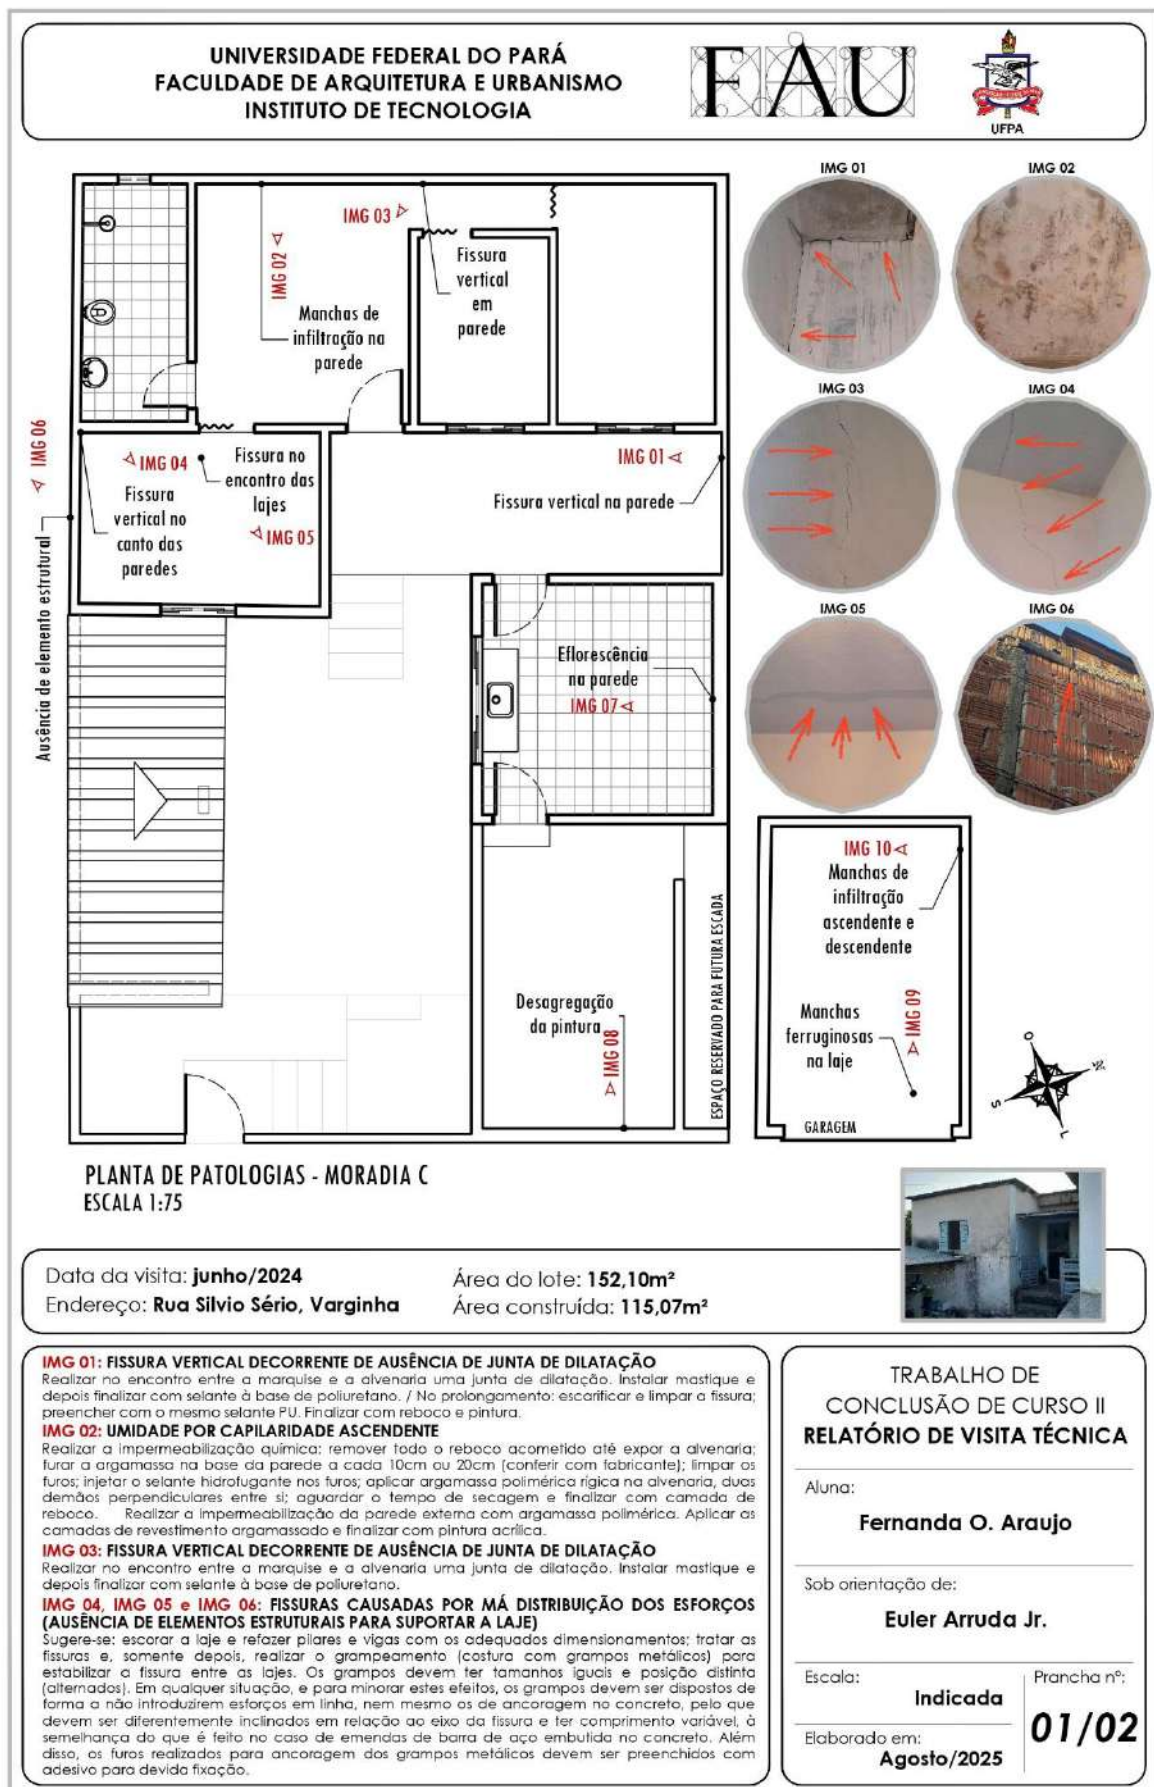 UNIVERSIDADE FEDERAL DO PARÁ
FACULDADE DE ARQUITETURA E URBANISMO
INSTITUTO DE TECNOLOGIA
FAU
UFPA
IMG 03
IMG 02
Fissura
vertical
em
parede
Manchas de
infiltração na
parede
IMG 06
IMG 04
Fissura no
encontro das
lajes
IMG 01
Fissura vertical na parede
Fissura
vertical no
canto das
paredes
IMG 05
Ausência de elemento estrutural
Eflorescência
na parede
IMG 07
Desagregação
da pintura
IMG 08
ESPAÇO RESERVADO PARA FUTURA ESCADA
IMG 01
IMG 02
IMG 03
IMG 04
IMG 05
IMG 06
IMG 10
Manchas de
infiltração
ascendente e
descendente
Manchas
ferruginosas
na laje
IMG 09
GARAGEM
O
N
S
L
PLANTA DE PATOLOGIAS - MORADIA C
ESCALA 1:75
Data da visita: junho/2024
Endereço: Rua Silvio Sério, Varginha
Área do lote: 152,10m²
Área construída: 115,07m²
IMG 01: FISSURA VERTICAL DECORRENTE DE AUSÊNCIA DE JUNTA DE DILATAÇÃO
Realizar no encontro entre a marquise e a alvenaria uma junta de dilatação. Instalar mastique e
depois finalizar com selante à base de poliuretano. / No prolongamento: escarificar e limpar a fissura;
preencher com o mesmo selante PU. Finalizar com reboco e pintura.
IMG 02: UMIDADE POR CAPILARIDADE ASCENDENTE
Realizar a impermeabilização química: remover todo o reboco acometido até expor a alvenaria;
furar a argamassa na base da parede a cada 10cm ou 20cm (conferir com fabricante); limpar os
furos; injetar o selante hidrofugante nos furos; aplicar argamassa polimérica rígica na alvenaria, duas
demãos perpendiculares entre si; aguardar o tempo de secagem e finalizar com camada de
reboco. Realizar a impermeabilização da parede externa com argamassa polimérica. Aplicar as
camadas de revestimento argamassado e finalizar com pintura acrílica.
IMG 03: FISSURA VERTICAL DECORRENTE DE AUSÊNCIA DE JUNTA DE DILATAÇÃO
Realizar no encontro entre a marquise e a alvenaria uma junta de dilatação. Instalar mastique e
depois finalizar com selante à base de poliuretano.
IMG 04, IMG 05 e IMG 06: FISSURAS CAUSADAS POR MÁ DISTRIBUIÇÃO DOS ESFORÇOS
(AUSÊNCIA DE ELEMENTOS ESTRUTURAIS PARA SUPORTAR A LAJE)
Sugere-se: escorar a laje e refazer pilares e vigas com os adequados dimensionamentos; tratar as
fissuras e, somente depois, realizar o grampeamento (costura com grampos metálicos) para
estabilizar a fissura entre as lajes. Os grampos devem ter tamanhos iguais e posição distinta
(alternados). Em qualquer situação, e para minorar estes efeitos, os grampos devem ser dispostos de
forma a não introduzirem esforços em linha, nem mesmo os de ancoragem no concreto, pelo que
devem ser diferentemente inclinados em relação ao eixo da fissura e ter comprimento variável, à
semelhança do que é feito no caso de emendas de barra de aço embutida no concreto. Além
disso, os furos realizados para ancoragem dos grampos metálicos devem ser preenchidos com
adesivo para devida fixação.
TRABALHO DE
CONCLUSÃO DE CURSO II
RELATÓRIO DE VISITA TÉCNICA
Aluna:
Fernanda O. Araujo
Sob orientação de:
Euler Arruda Jr.
Escala:
Indicada
Prancha nº:
01/02
Elaborado em:
Agosto/2025